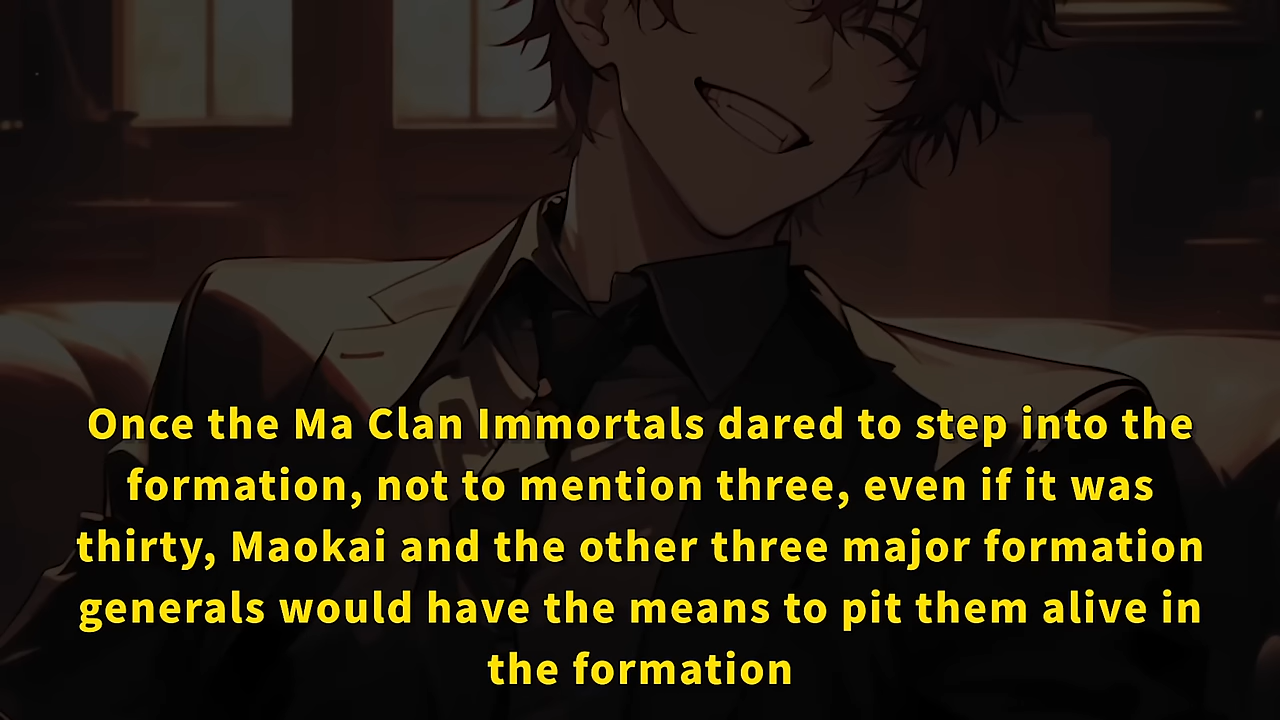 Once the Ma Clan Immortals dared to step into the
formation, not to mention three, even if it was
thirty, Maokai and the other three major formation
generals would have the means to pit them alive in
the formation